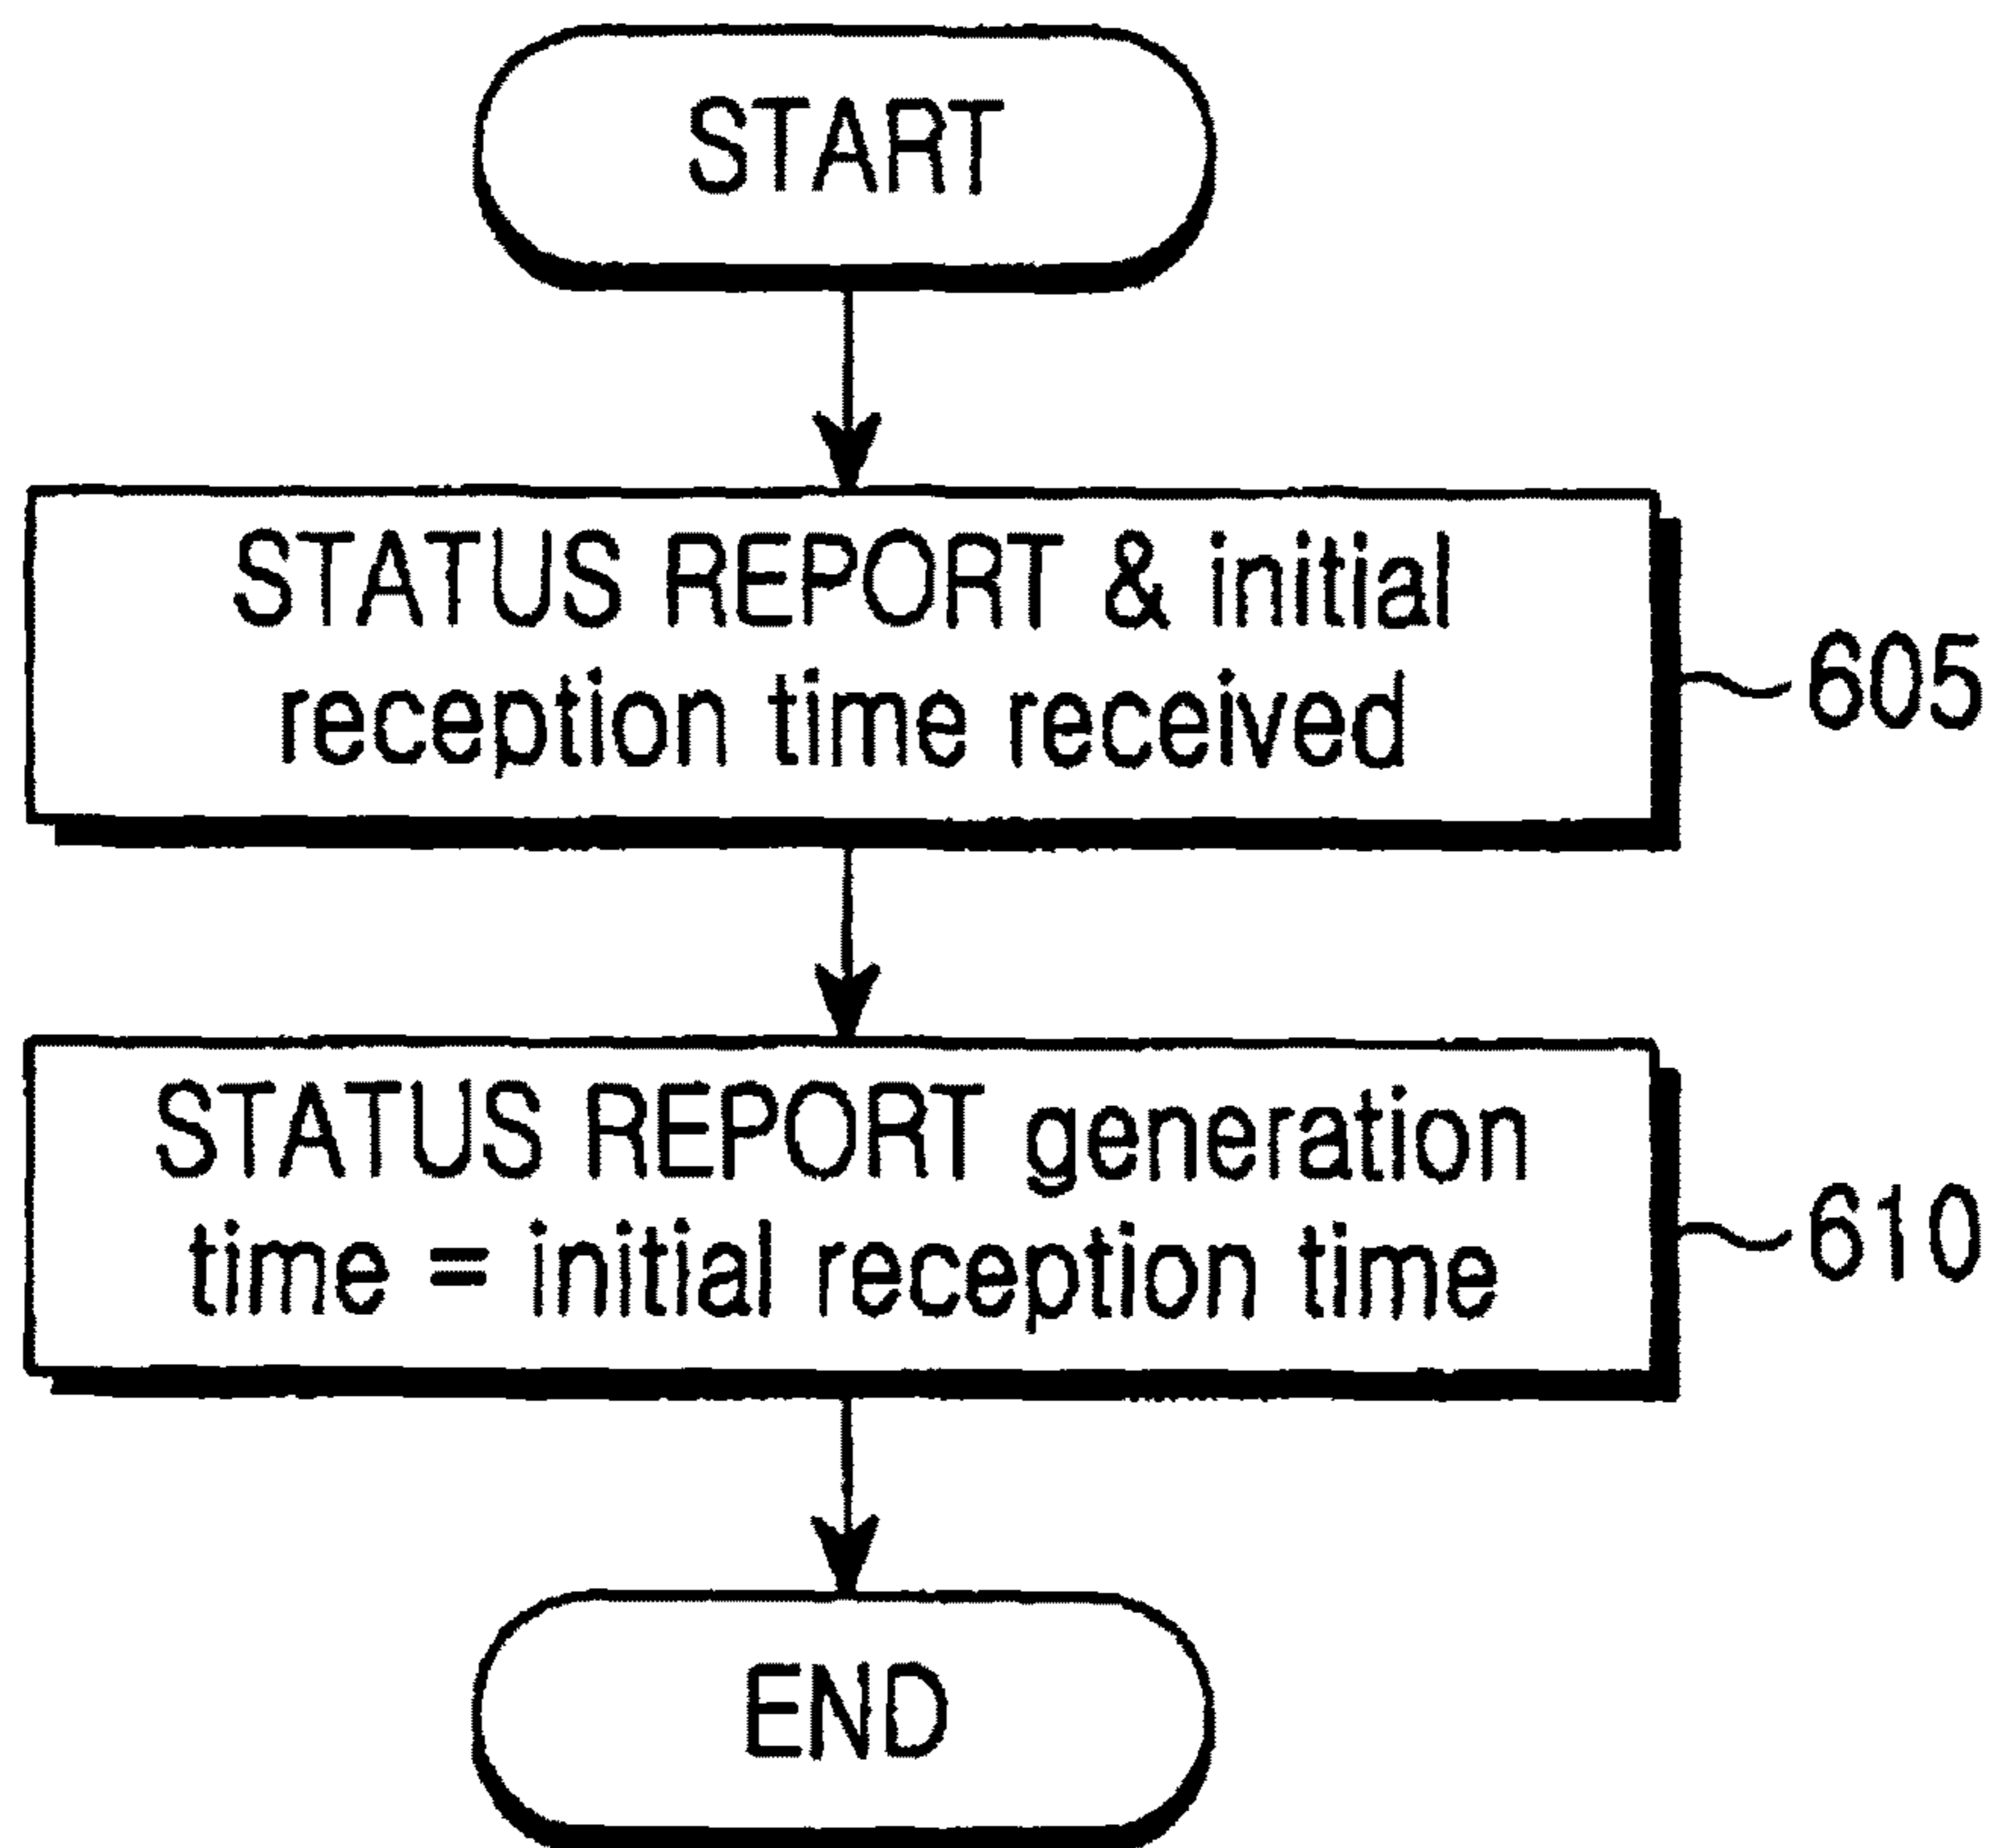 START
STATUS REPORT & initial
reception time received
605
STATUS REPORT generation
time = initial reception time
610
END